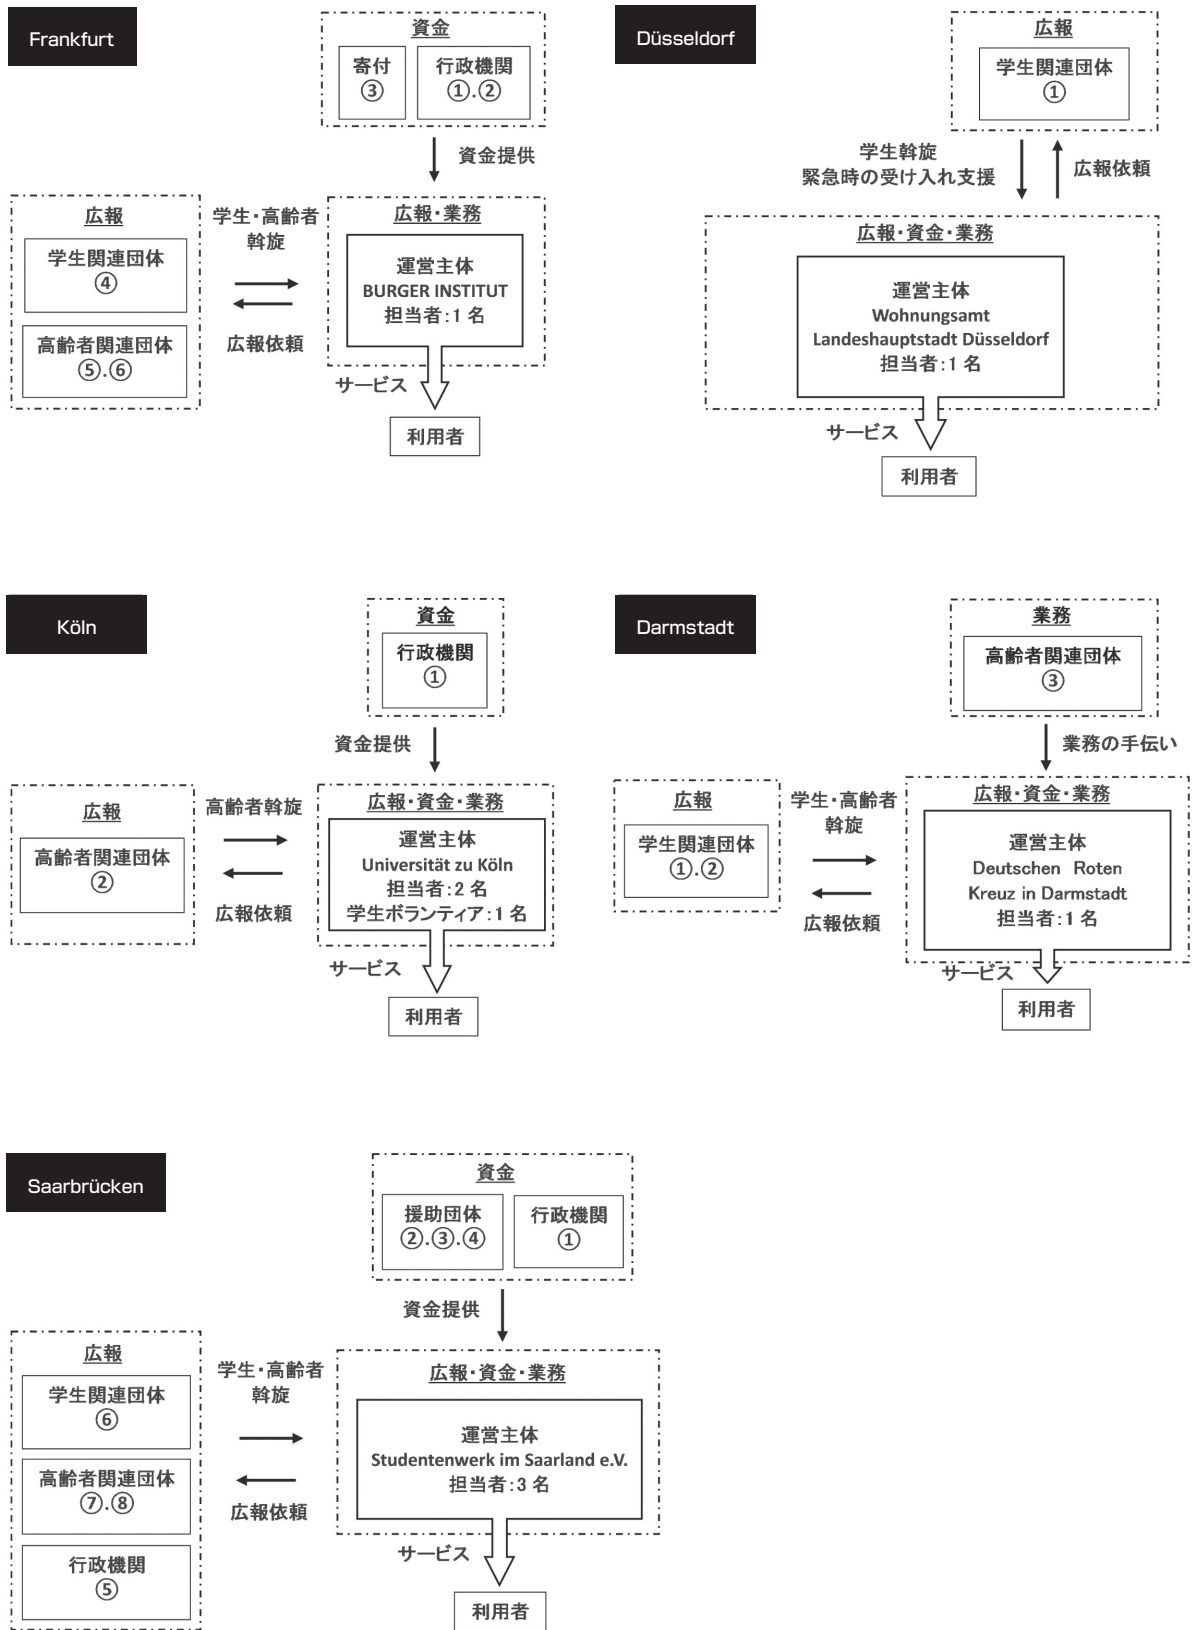 Frankfurt
資金
寄付
③
行政機関
①.②
資金提供
広報
学生関連団体
④
高齢者関連団体
⑤.⑥
学生・高齢者
斡旋
広報依頼
広報・業務
運営主体
BURGER INSTITUT
担当者:1 名
サービス
利用者
Düsseldorf
広報
学生関連団体
①
学生斡旋
緊急時の受け入れ支援
広報依頼
広報・資金・業務
運営主体
Wohnungsamt
Landeshauptstadt Düsseldorf
担当者:1 名
サービス
利用者
Köln
資金
行政機関
①
資金提供
広報
高齢者関連団体
②
高齢者斡旋
広報依頼
広報・資金・業務
運営主体
Universität zu Köln
担当者:2 名
学生ボランティア:1 名
サービス
利用者
Darmstadt
業務
高齢者関連団体
③
業務の手伝い
広報
学生関連団体
①.②
学生・高齢者
斡旋
広報依頼
広報・資金・業務
運営主体
Deutschen Roten
Kreuz in Darmstadt
担当者:1 名
サービス
利用者
Saarbrücken
資金
援助団体
②.③.④
行政機関
①
資金提供
広報
学生関連団体
⑥
高齢者関連団体
⑦.⑧
行政機関
⑤
学生・高齢者
斡旋
広報依頼
広報・資金・業務
運営主体
Studentenwerk im Saarland e.V.
担当者:3 名
サービス
利用者